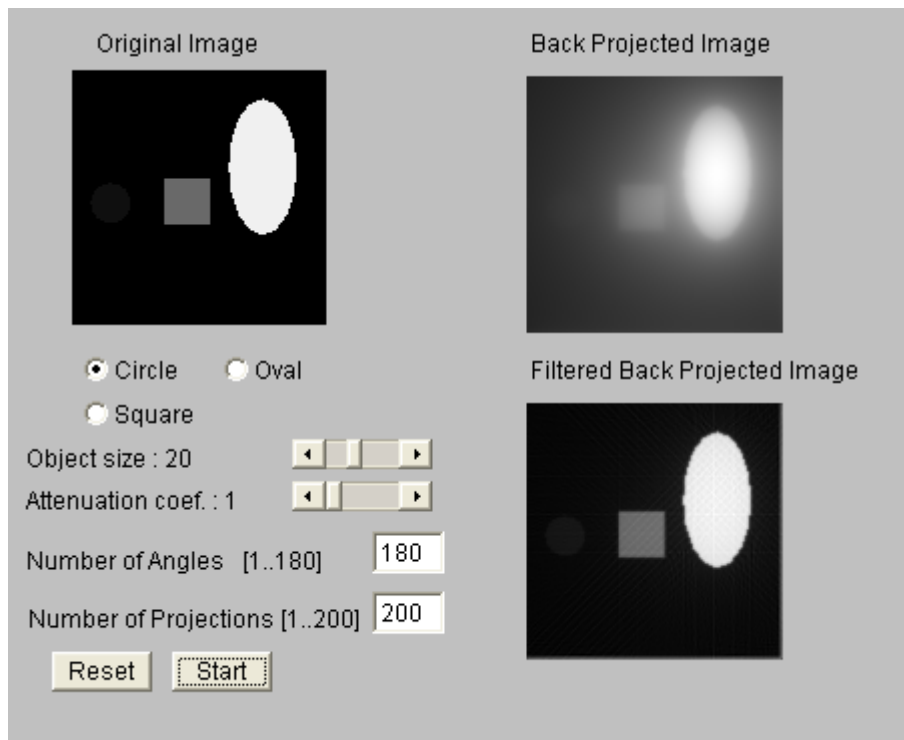 Original Image
Back Projected Image
Circle
Oval
Square
Filtered Back Projected Image
Object size : 20
Attenuation coef. : 1
Number of Angles [1..180]
180
Number of Projections [1..200]
200
Reset
Start